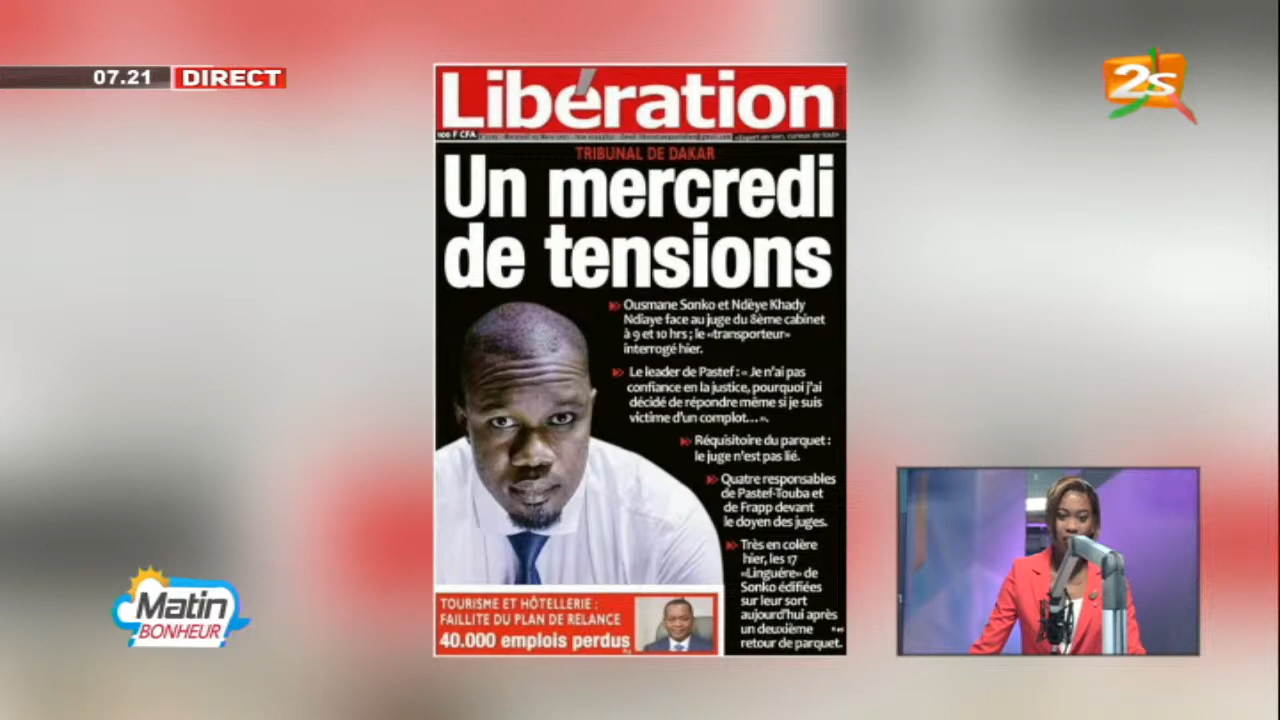 07.21 DIRECT
2s
Libération
100 F CFA
TRIBUNAL DE DAKAR
Un mercredi
de tensions
Ousmane Sonko et Ndèye Khady
Ndiaye face au juge du 8ème cabinet
à 9 et 10 hrs ; le «transporteur»
interrogé hier.
Le leader de Pastef : « Je n'ai pas
confiance en la justice, pourquoi j'ai
décidé de répondre même si je suis
victime d'un complot... ».
Réquisitoire du parquet :
le juge n'est pas lié.
Quatre responsables
de Pastef-Touba et
de Frapp devant
le doyen des juges.
Très en colère
hier, les 17
«Linguére» de
Sonko édifiées
sur leur sort
aujourd'hui après
un deuxième
retour de parquet.
TOURISME ET HÔTELLERIE :
FAILLITE DU PLAN DE RELANCE
40.000 emplois perdus
Matin
BONHEUR